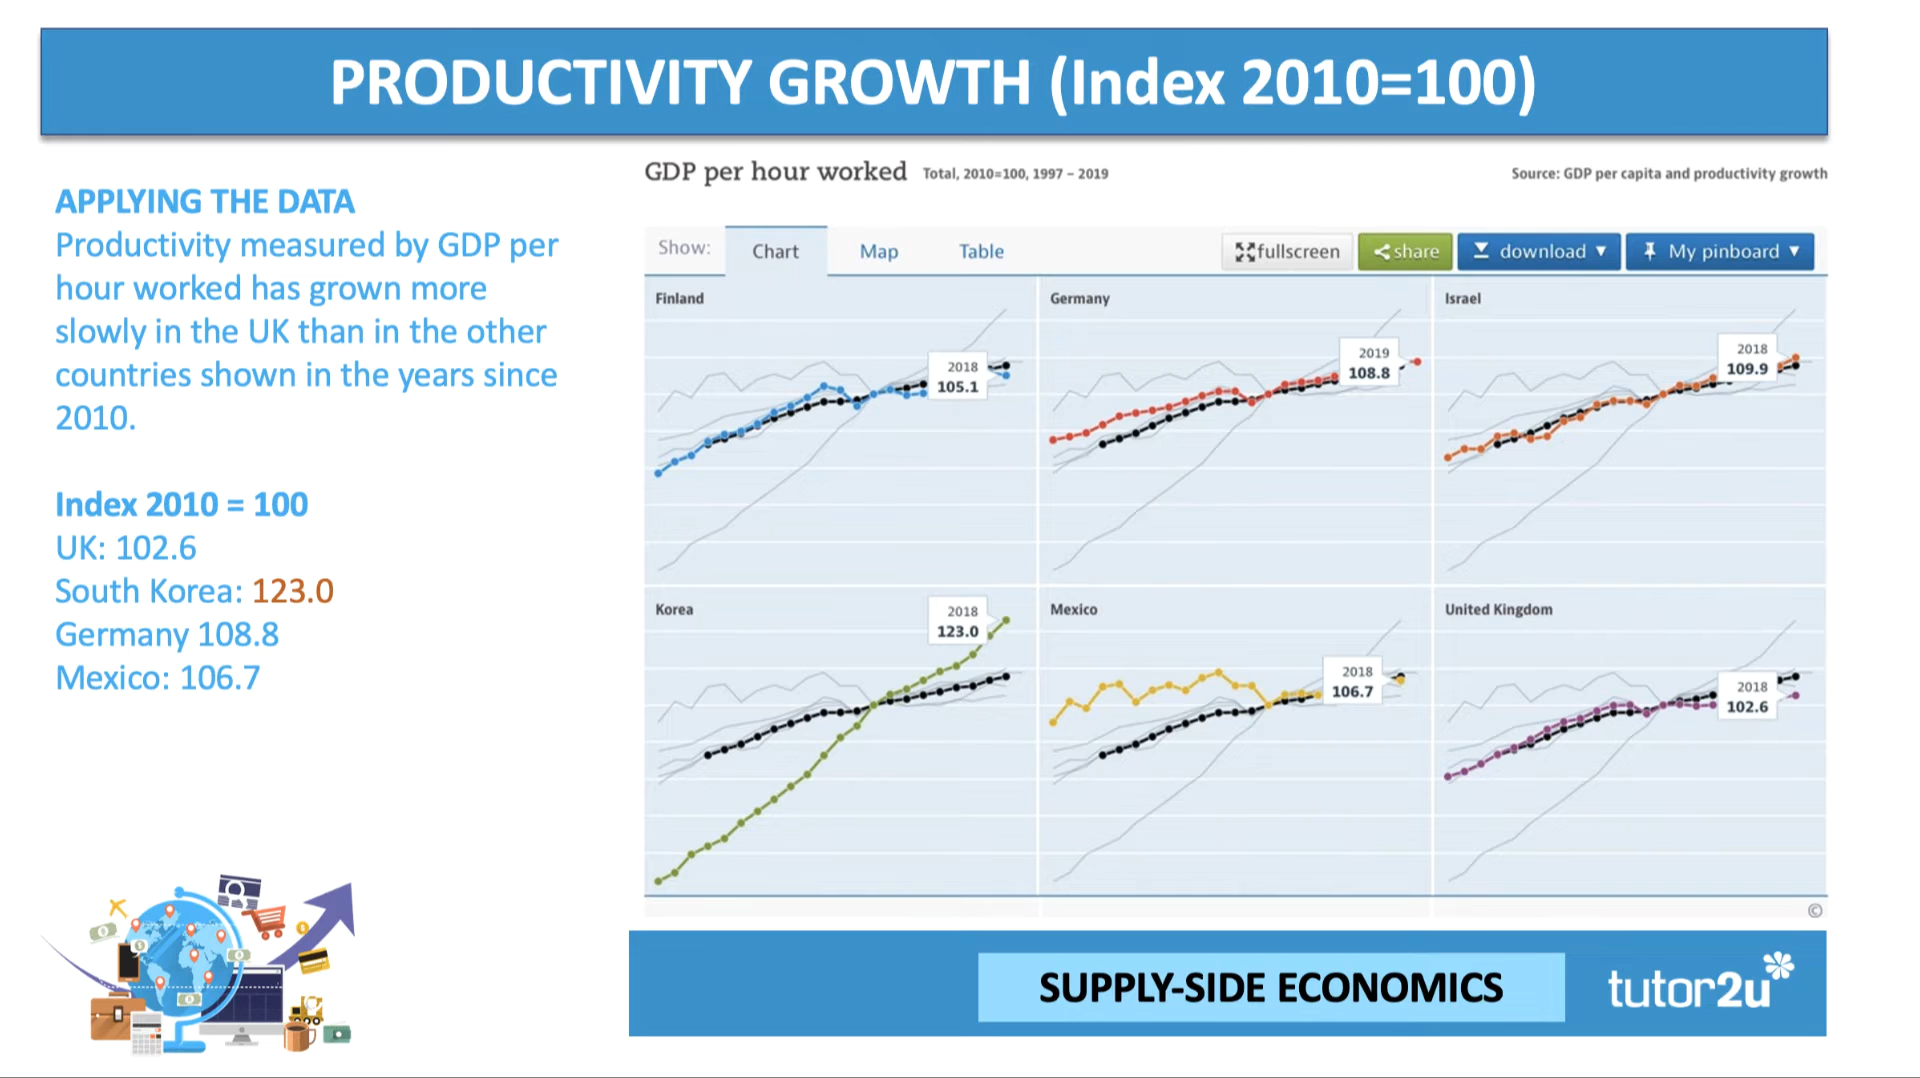 PRODUCTIVITY GROWTH (Index 2010=100)
APPLYING THE DATA
Productivity measured by GDP per
hour worked has grown more
slowly in the UK than in the other
countries shown in the years since
2010.
Index 2010 = 100
UK: 102.6
South Korea: 123.0
Germany 108.8
Mexico: 106.7
GDP per hour worked Total, 2010=100, 1997 – 2019
Source: GDP per capita and productivity growth
Show: Chart Map Table fullscreen share download ▼ My pinboard ▼
Finland
2018
105.1
Germany
2019
108.8
Israel
2018
109.9
Korea
2018
123.0
Mexico
2018
106.7
United Kingdom
2018
102.6
©
SUPPLY-SIDE ECONOMICS
tutor2u